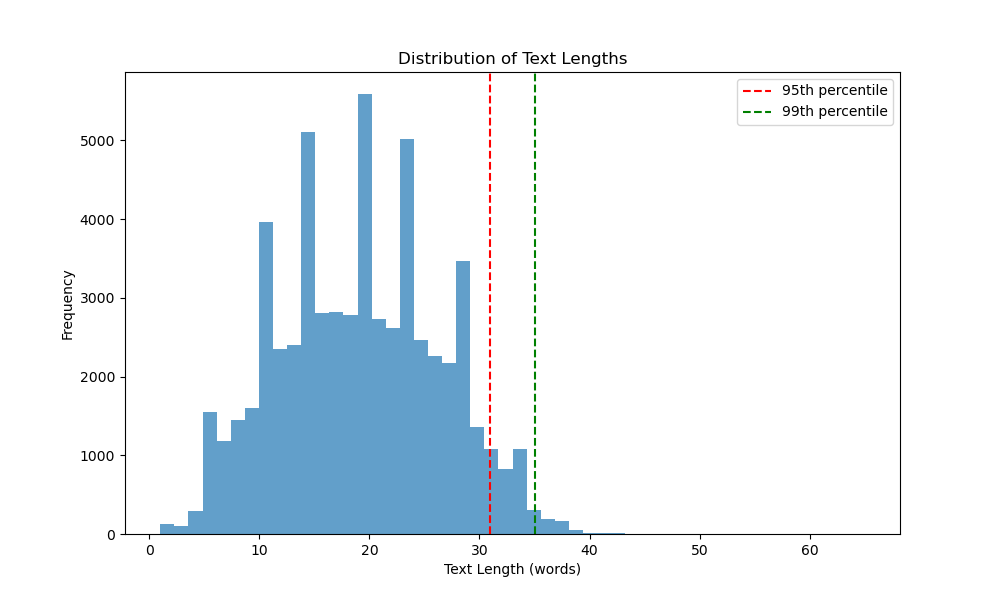 Distribution of Text Lengths
95th percentile
99th percentile
Frequency
5000
4000
3000
2000
1000
0
0 10 20 30 40 50 60
Text Length (words)